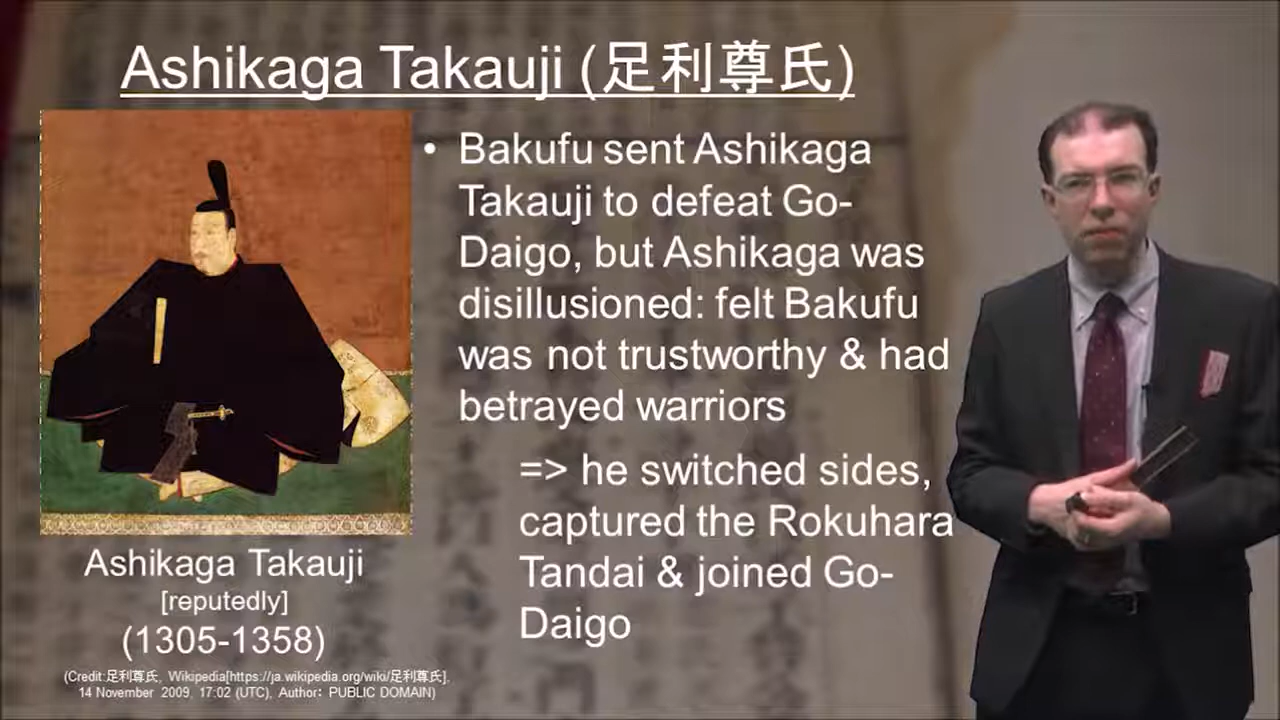 Ashikaga Takauji (足利尊氏)
• Bakufu sent Ashikaga
Takauji to defeat Go-
Daigo, but Ashikaga was
disillusioned: felt Bakufu
was not trustworthy & had
betrayed warriors
=> he switched sides,
captured the Rokuhara
Tandai & joined Go-
Daigo
Ashikaga Takauji
[reputedly]
(1305-1358)
(Credit:足利尊氏, Wikipedia[https://ja.wikipedia.org/wiki/足利尊氏],
14 November 2009, 17:02 (UTC), Author: PUBLIC DOMAIN)